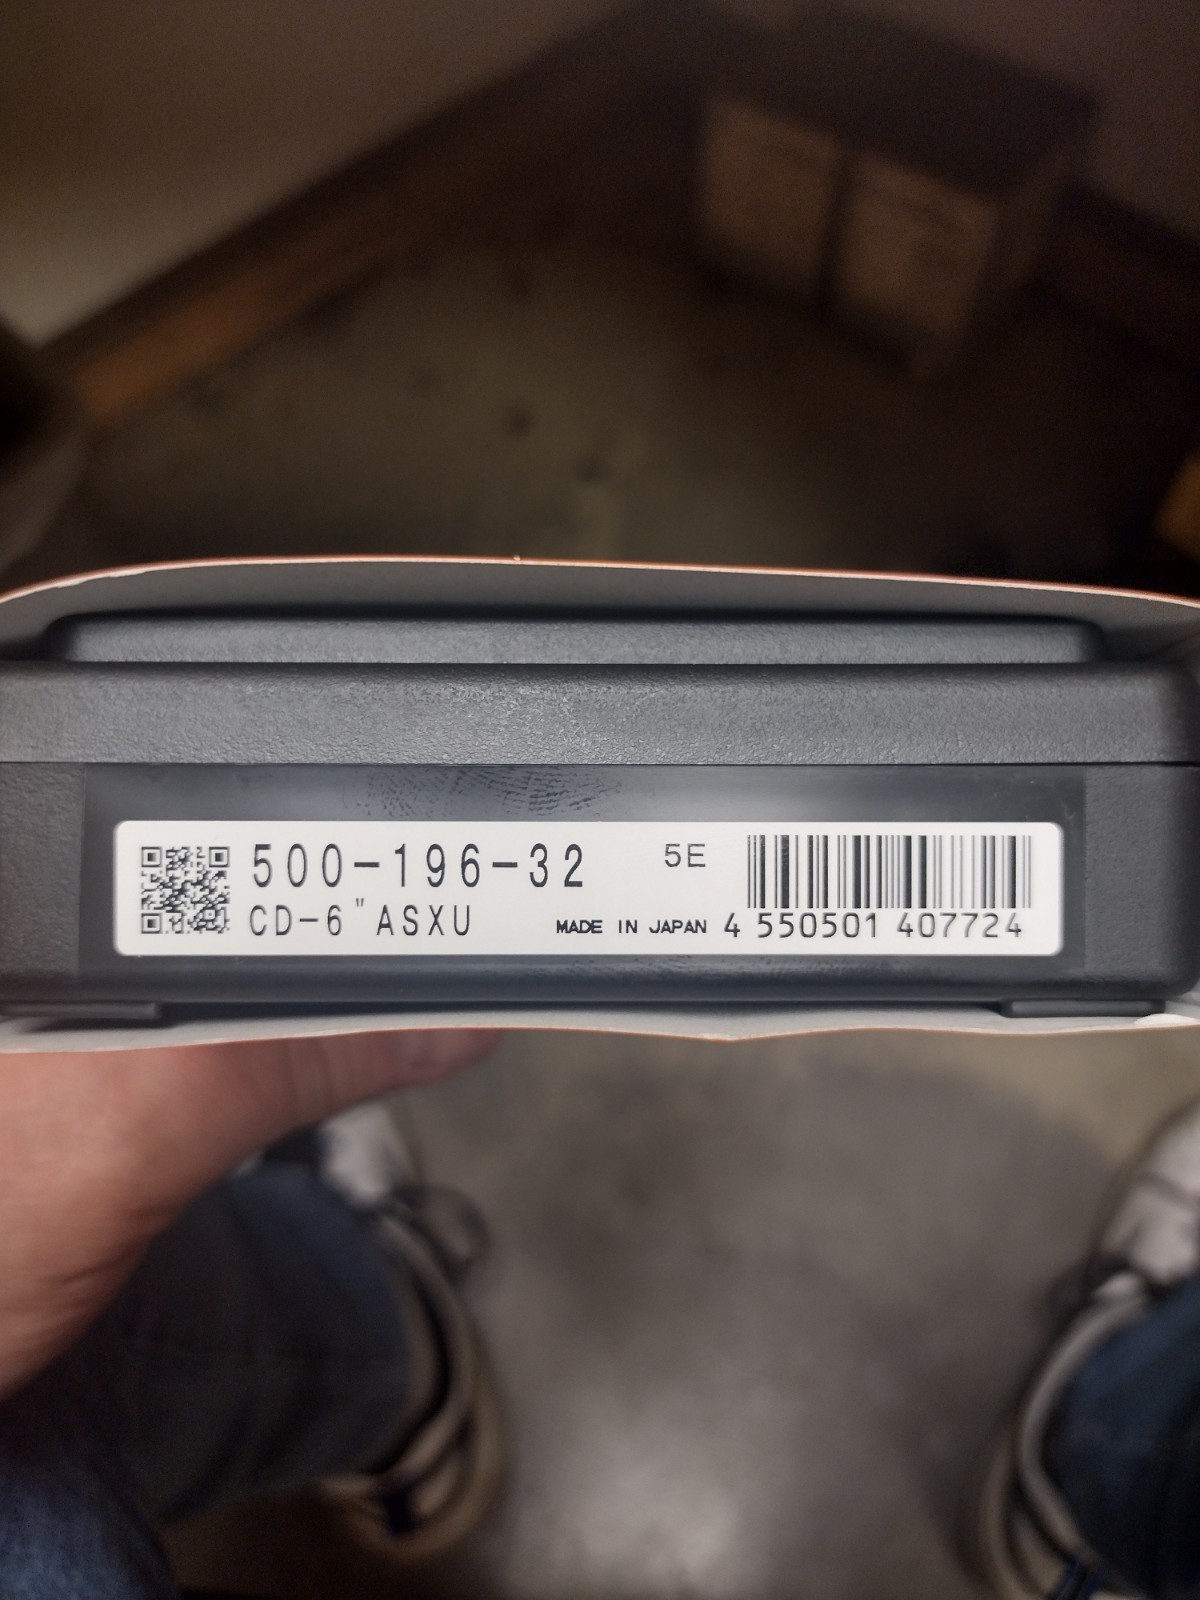 500-196-32 5E
CD-6"ASXU MADE IN JAPAN 4 550501 407724